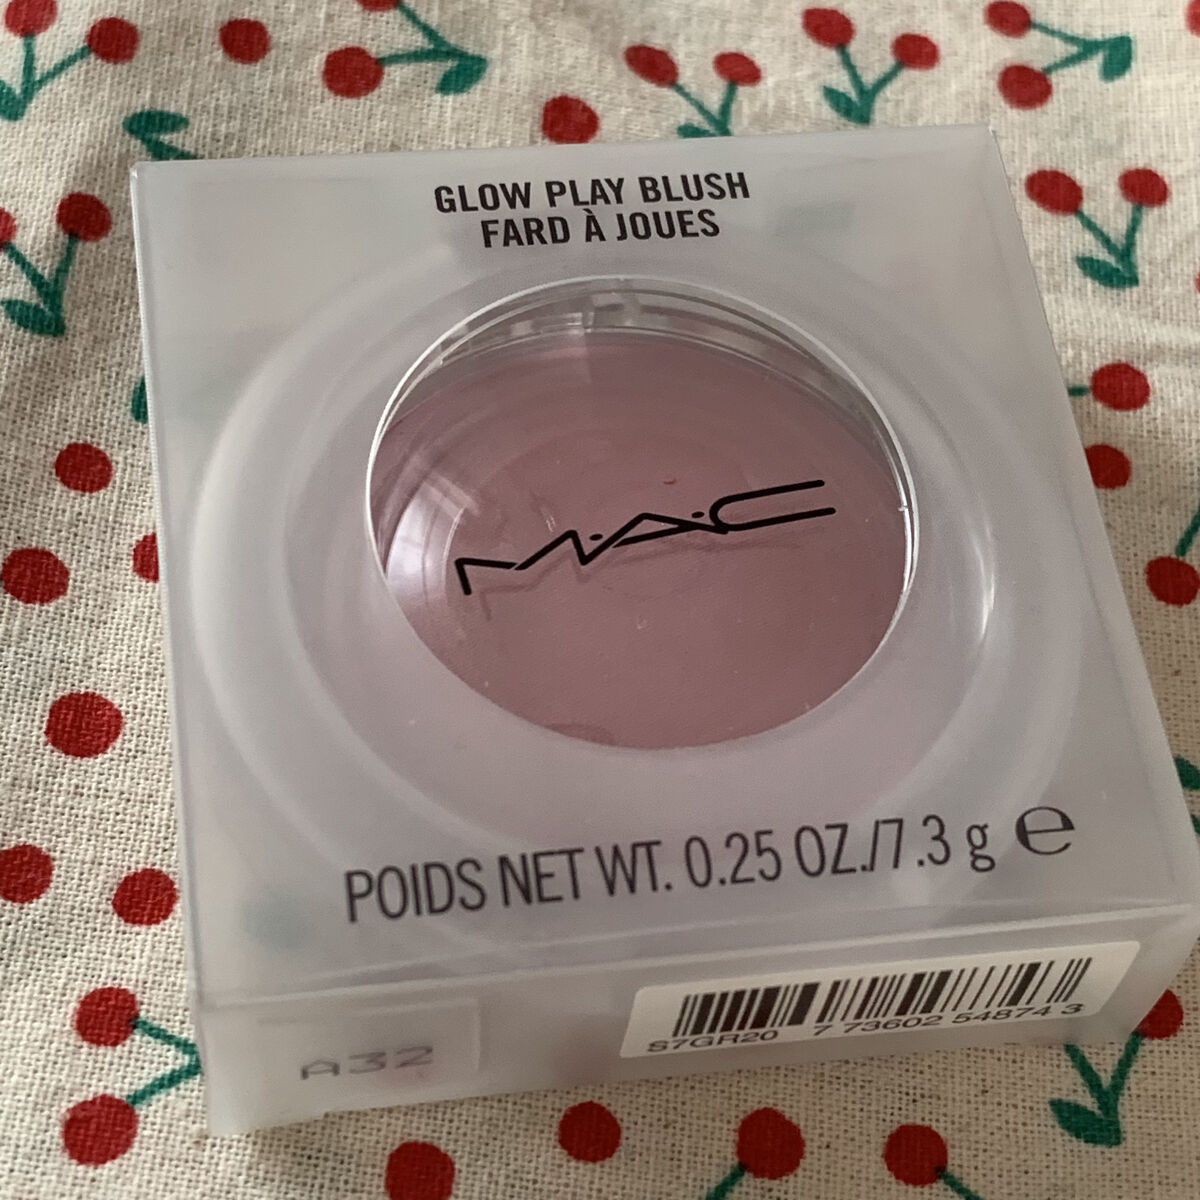 GLOW PLAY BLUSH
FARD À JOUES
M·A·C
POIDS NET WT. 0.25 OZ./7.3 g ℮
A32
S7GR20 7 73602 54874 3